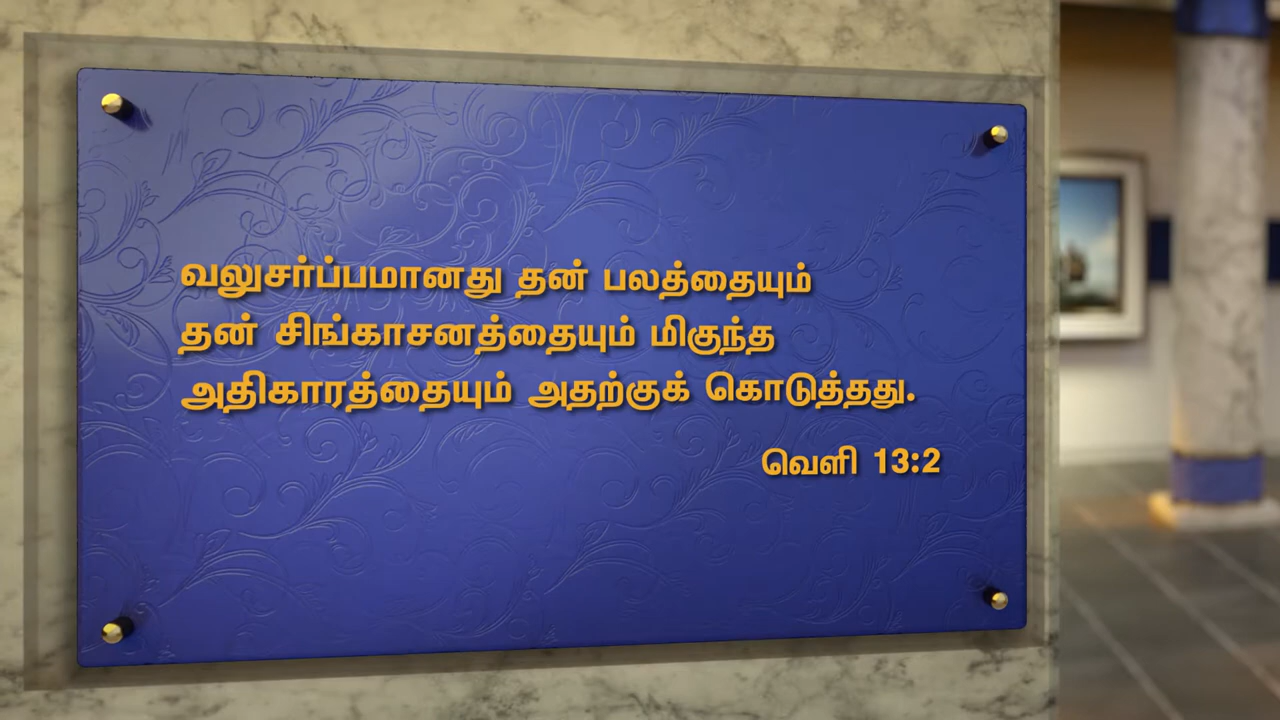 வலுசர்ப்பமானது தன் பலத்தையும்
தன் சிங்காசனத்தையும் மிகுந்த
அதிகாரத்தையும் அதற்குக் கொடுத்தது.
வெளி 13:2